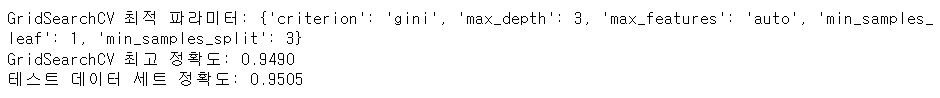 GridSearchCV 최적 파라미터: {'criterion': 'gini', 'max_depth': 3, 'max_features': 'auto', 'min_samples_
leaf': 1, 'min_samples_split': 3}
GridSearchCV 최고 정확도: 0.9490
테스트 데이터 세트 정확도: 0.9505